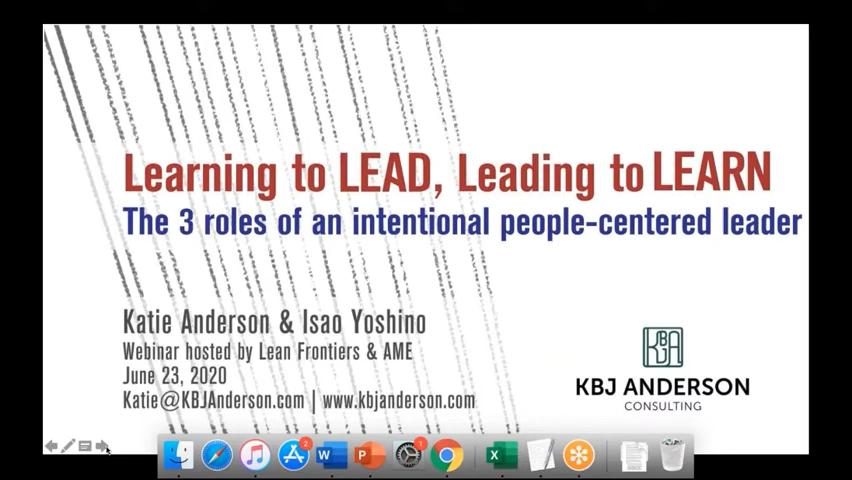 Learning to LEAD, Leading to LEARN
The 3 roles of an intentional people-centered leader
Katie Anderson & Isao Yoshino
Webinar hosted by Lean Frontiers & AME
June 23, 2020
Katie@KBJAnderson.com | www.kbjanderson.com
KBJA
KBJ ANDERSON
CONSULTING
2
W
P
1
X